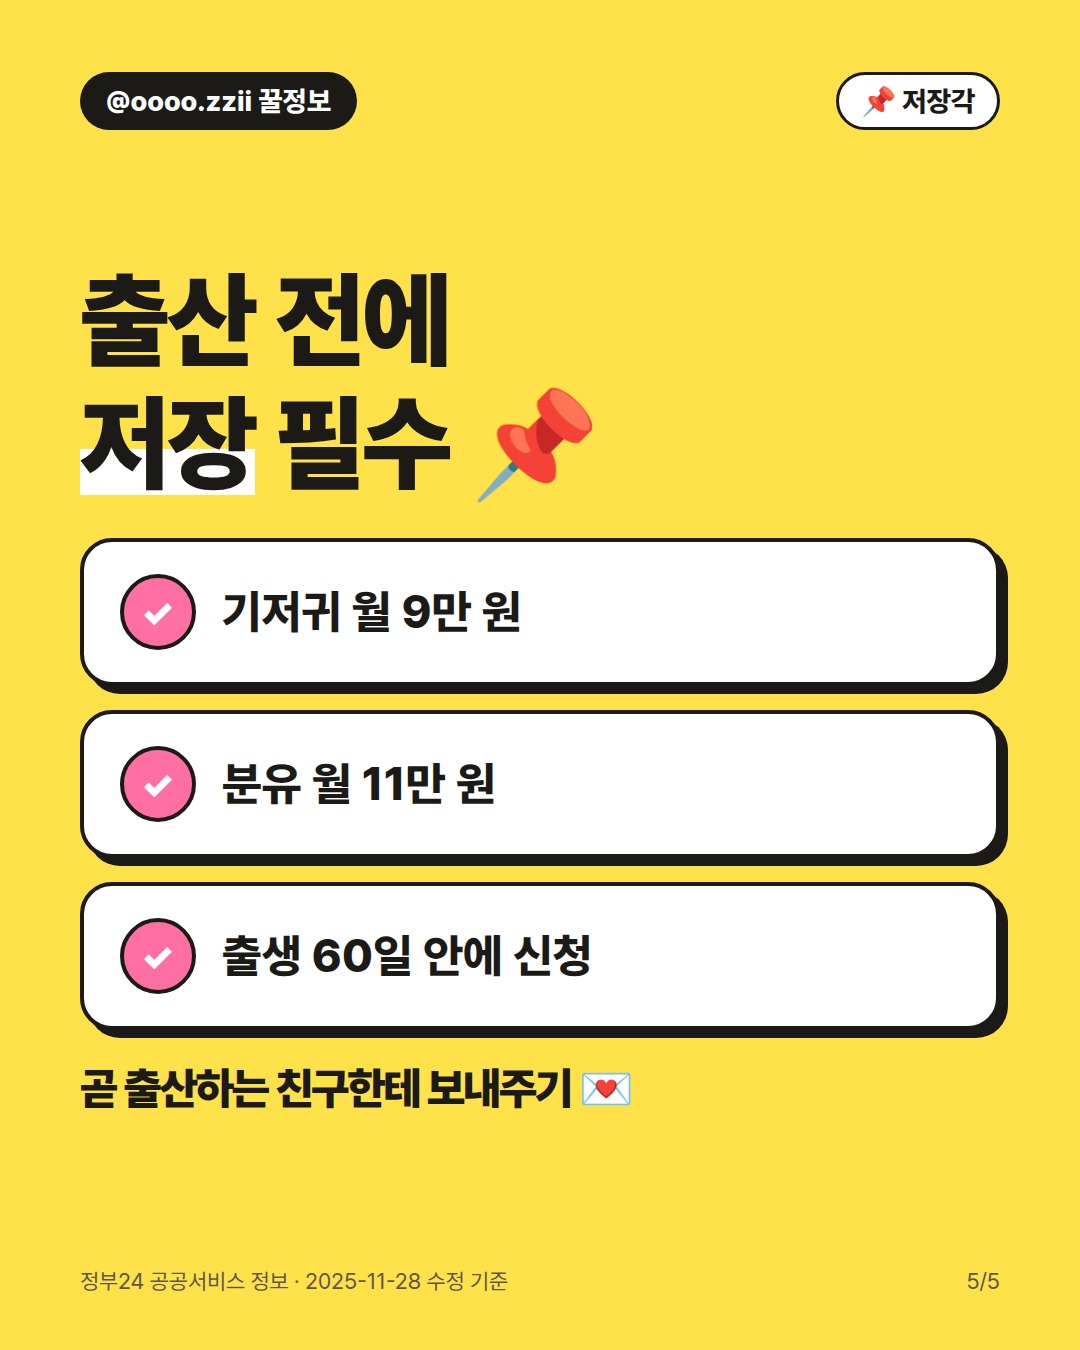 @oooo.zzii 꿀정보
📌 저장각
출산 전에
저장 필수 📌
기저귀 월 9만 원
분유 월 11만 원
출생 60일 안에 신청
곧 출산하는 친구한테 보내주기 💌
정부24 공공서비스 정보 · 2025-11-28 수정 기준
5/5